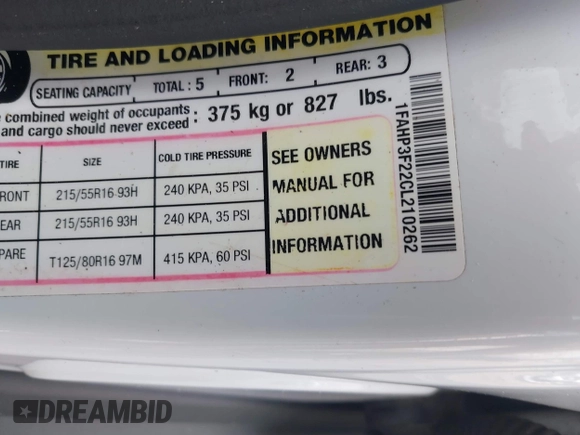 TIRE AND LOADING INFORMATION
SEATING CAPACITY TOTAL : 5 FRONT: 2 REAR: 3
combined weight of occupants and cargo should never exceed : 375 kg or 827 lbs.
TIRE SIZE COLD TIRE PRESSURE
RONT 215/55R16 93H 240 KPA, 35 PSI
EAR 215/55R16 93H 240 KPA, 35 PSI
PARE T125/80R16 97M 415 KPA, 60 PSI
SEE OWNERS
MANUAL FOR
ADDITIONAL
INFORMATION
1FAHP3F22CL210262
DREAMBID